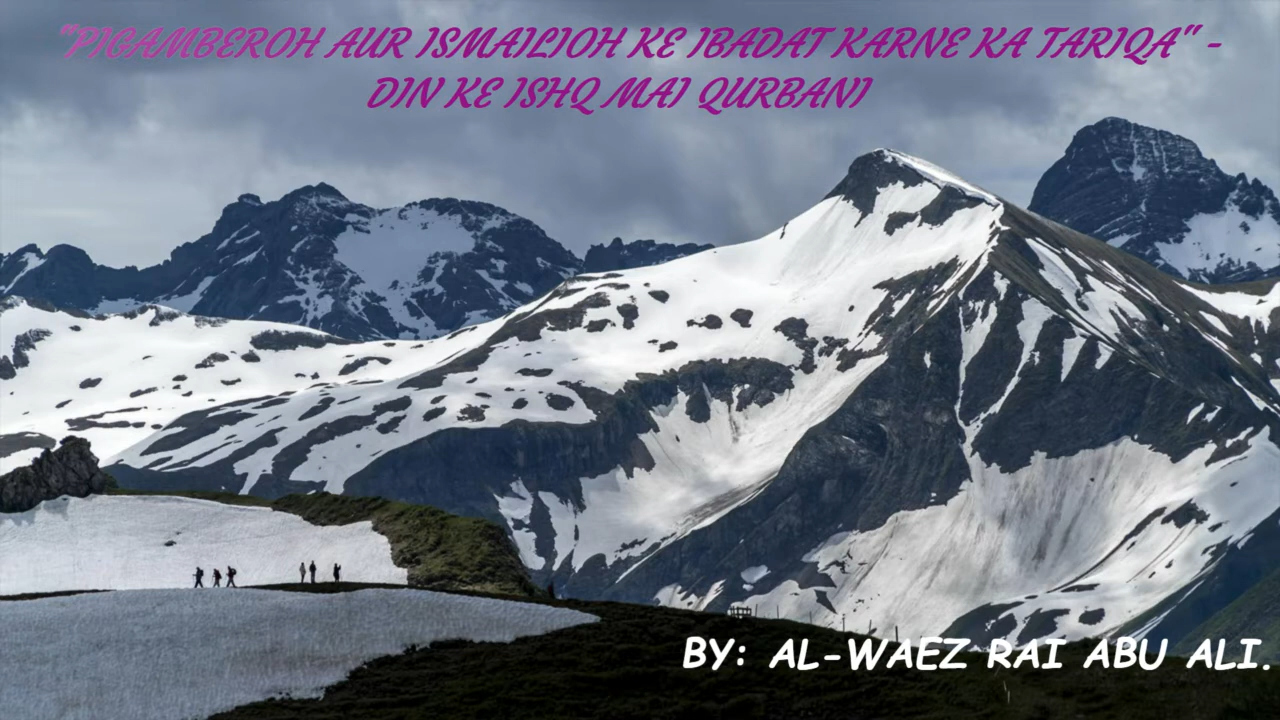 "PIGAMBEROH AUR ISMAILIOH KE IBADAT KARNE KA TARIQA" -
DIN KE ISHQ MAI QURBANI
BY: AL-WAEZ RAI ABU ALI.